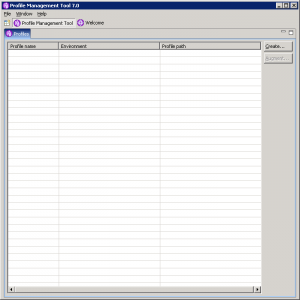 Profile Management Tool 7.0
File Window Help
Profile Management Tool Welcome
Profiles
Profile name Environment Profile path Create...
Augment...